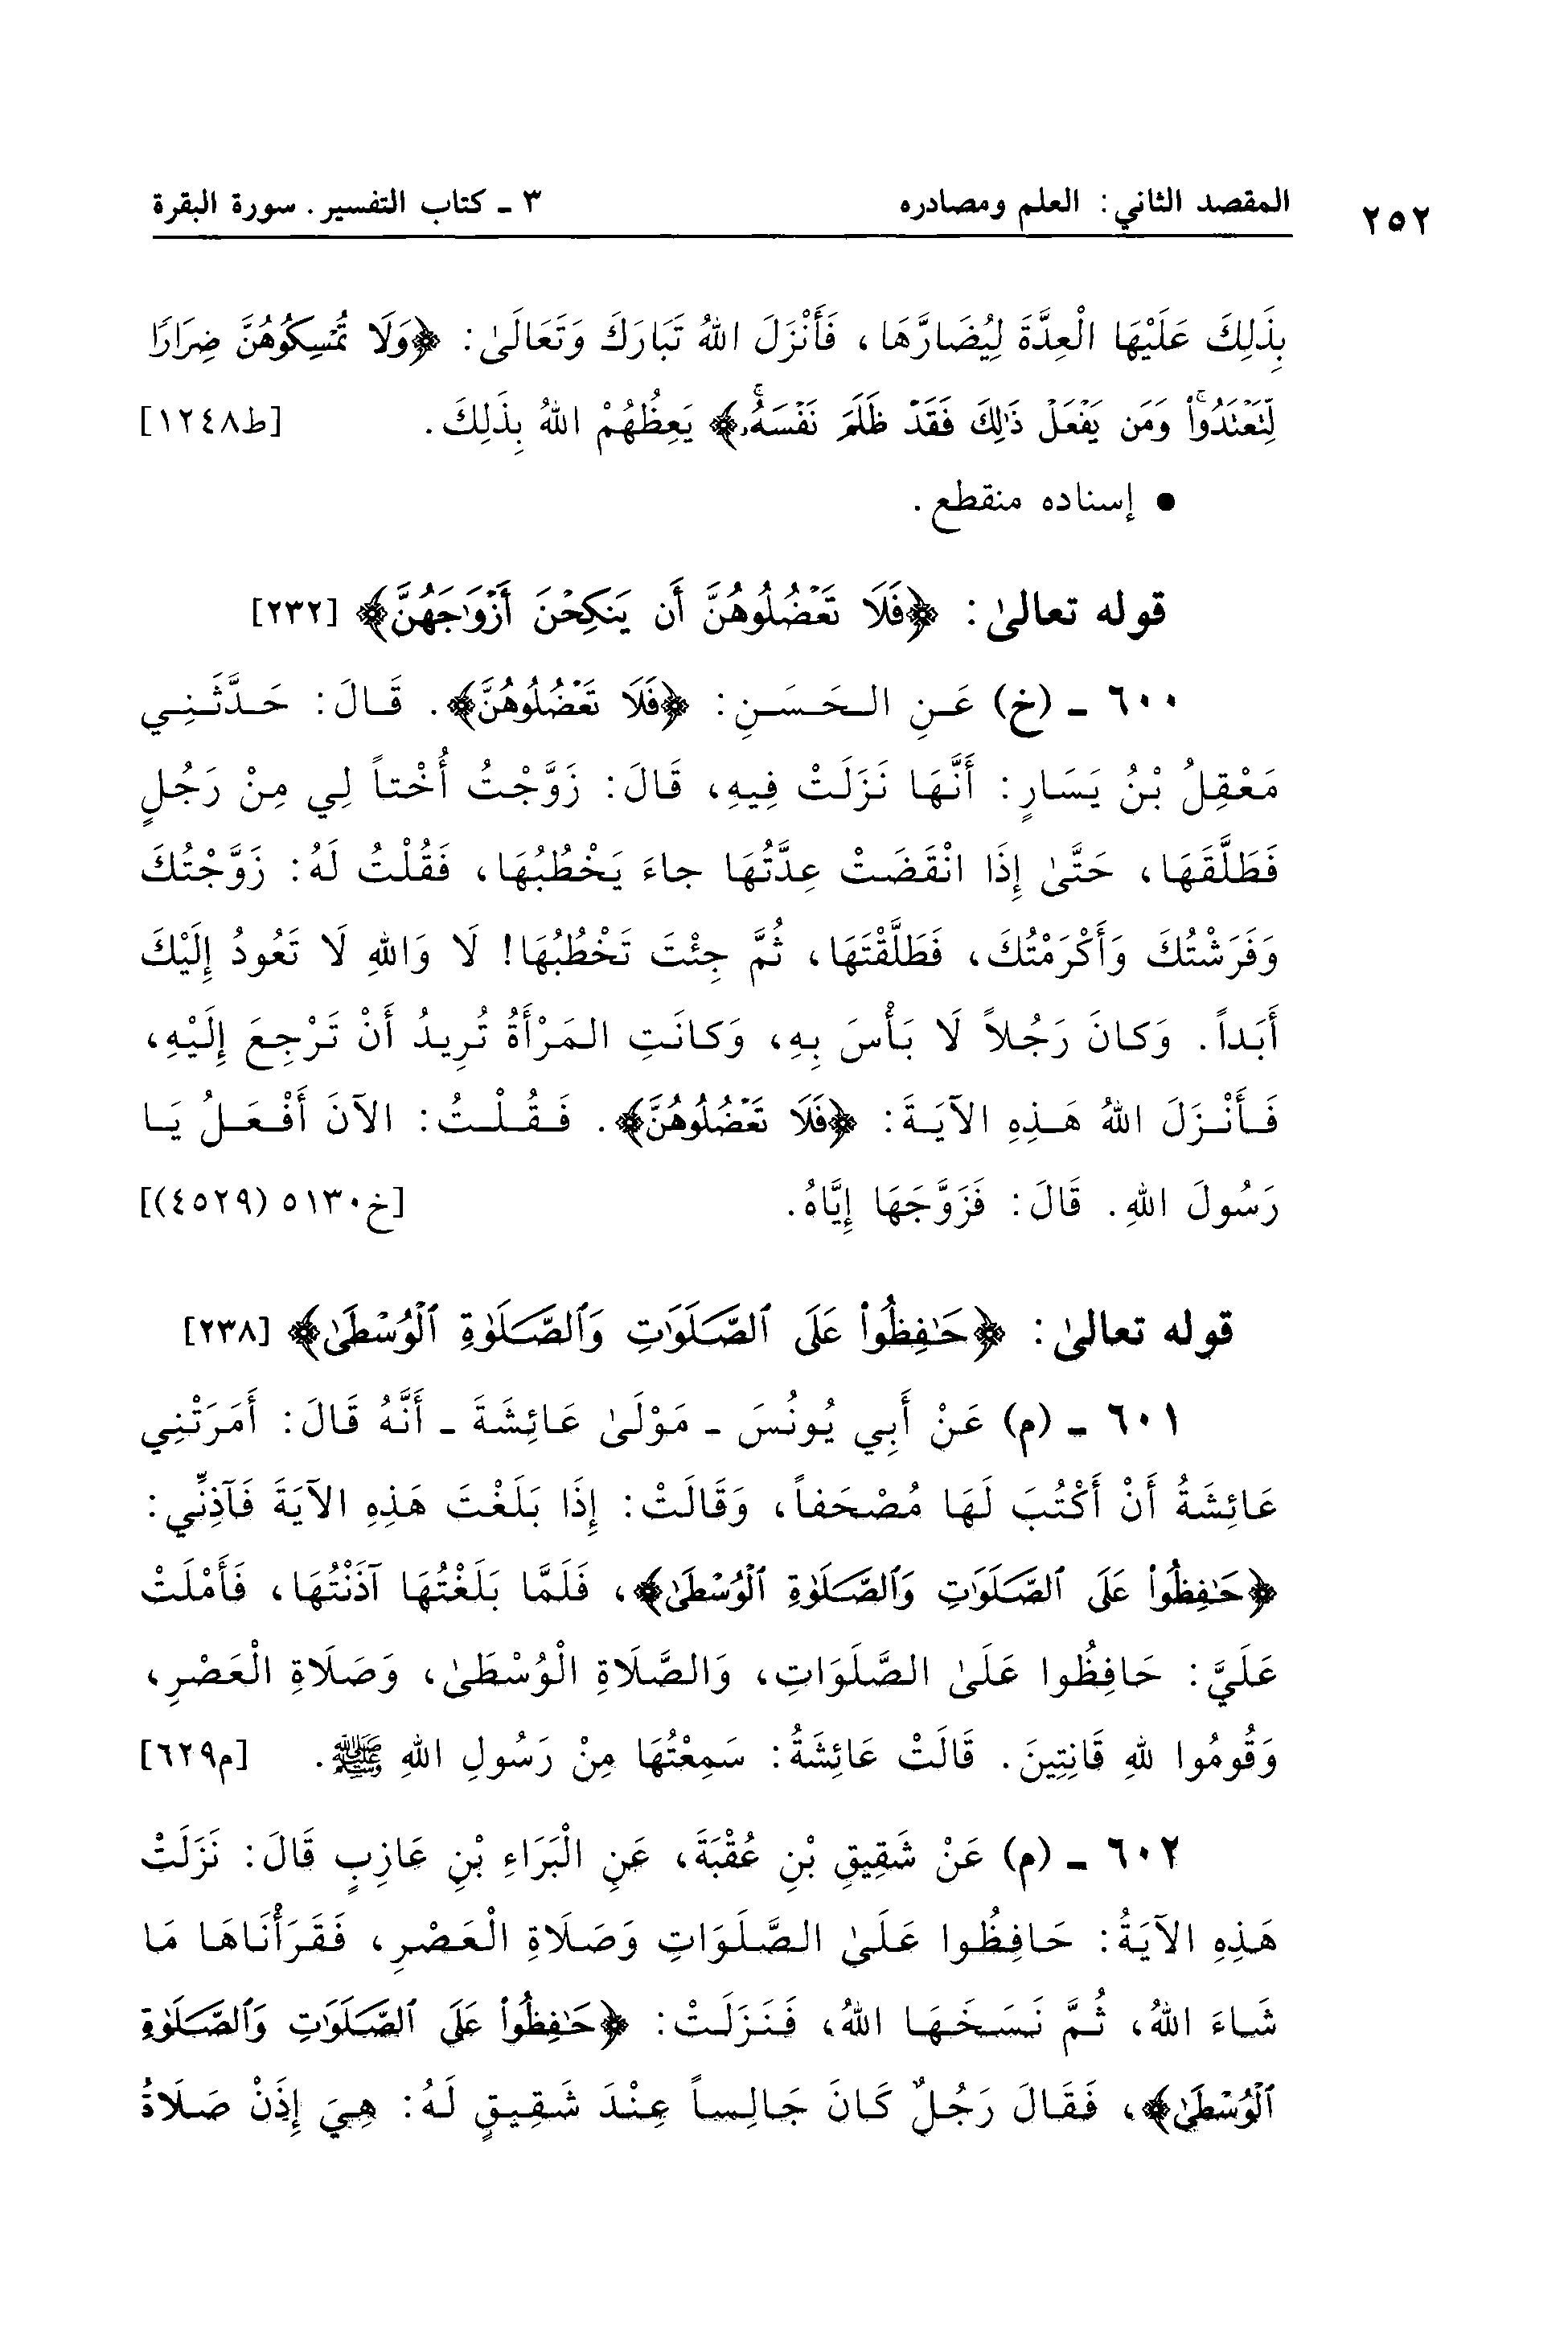 ٢٥٢ المقصد الثاني: العلم ومصادره ٣ ـ كتاب التفسير. سورة البقرة
بِذَلِكَ عَلَيْهَا الْعِدَّةَ لِيُضَارَّهَا، فَأَنْزَلَ اللهُ تَبَارَكَ وَتَعَالَىٰ: ﴿وَلَا تُمْسِكُوهُنَّ ضِرَارًا
لِّتَعْتَدُواْۚ وَمَن يَفْعَلْ ذَٰلِكَ فَقَدْ ظَلَمَ نَفْسَهُۥ﴾ يَعِظُهُمْ اللهُ بِذَلِكَ. [ط١٢٤٨]
● إسناده منقطع.
قوله تعالىٰ: ﴿فَلَا تَعْضُلُوهُنَّ أَن يَنكِحْنَ أَزْوَٰجَهُنَّ﴾ [٢٣٢]
٦٠٠ ـ (خ) عَنِ الـحَسَنِ: ﴿فَلَا تَعْضُلُوهُنَّ﴾. قَالَ: حَدَّثَنِي
مَعْقِلُ بْنُ يَسَارٍ: أَنَّهَا نَزَلَتْ فِيهِ، قَالَ: زَوَّجْتُ أُخْتاً لِي مِنْ رَجُلٍ
فَطَلَّقَهَا، حَتَّىٰ إِذَا انْقَضَتْ عِدَّتُهَا جاءَ يَخْطُبُهَا، فَقُلْتُ لَهُ: زَوَّجْتُكَ
وَفَرَشْتُكَ وَأَكْرَمْتُكَ، فَطَلَّقْتَهَا، ثُمَّ جِئْتَ تَخْطُبُهَا! لَا وَاللهِ لَا تَعُودُ إِلَيْكَ
أَبَداً. وَكانَ رَجُلاً لَا بَأْسَ بِهِ، وَكانَتِ المَرْأَةُ تُرِيدُ أَنْ تَرْجِعَ إِلَيْهِ،
فَأَنْزَلَ اللهُ هَذِهِ الآيَةَ: ﴿فَلَا تَعْضُلُوهُنَّ﴾. فَقُلْتُ: الآنَ أَفْعَلُ يَا
رَسُولَ اللهِ. قَالَ: فَزَوَّجَهَا إِيَّاهُ. [خ٥١٣٠ (٤٥٢٩)]
قوله تعالىٰ: ﴿حَٰفِظُواْ عَلَى ٱلصَّلَوَٰتِ وَٱلصَّلَوٰةِ ٱلْوُسْطَىٰ﴾ [٢٣٨]
٦٠١ ـ (م) عَنْ أَبِي يُونُسَ ـ مَوْلَىٰ عَائِشَةَ ـ أَنَّهُ قَالَ: أَمَرَتْنِي
عَائِشَةُ أَنْ أَكْتُبَ لَهَا مُصْحَفاً، وَقَالَتْ: إِذَا بَلَغْتَ هَذِهِ الآيَةَ فَآذِنِّي:
﴿حَٰفِظُواْ عَلَى ٱلصَّلَوَٰتِ وَٱلصَّلَوٰةِ ٱلْوُسْطَىٰ﴾، فَلَمَّا بَلَغْتُهَا آذَنْتُهَا، فَأَمْلَتْ
عَلَيَّ: حَافِظُوا عَلَىٰ الصَّلَوَاتِ، وَالصَّلَاةِ الْوُسْطَىٰ، وَصَلَاةِ الْعَصْرِ،
وَقُومُوا للهِ قَانِتِينَ. قَالَتْ عَائِشَةُ: سَمِعْتُهَا مِنْ رَسُولِ اللهِ ﷺ. [م٦٢٩]
٦٠٢ ـ (م) عَنْ شَقِيقِ بْنِ عُقْبَةَ، عَنِ الْبَرَاءِ بْنِ عَازِبٍ قَالَ: نَزَلَتْ
هَذِهِ الآيَةُ: حَافِظُوا عَلَىٰ الصَّلَوَاتِ وَصَلَاةِ الْعَصْرِ، فَقَرَأْنَاهَا مَا
شَاءَ اللهُ، ثُمَّ نَسَخَهَا اللهُ، فَنَزَلَتْ: ﴿حَٰفِظُواْ عَلَى ٱلصَّلَوَٰتِ وَٱلصَّلَوٰةِ
ٱلْوُسْطَىٰ﴾، فَقَالَ رَجُلٌ كَانَ جَالِساً عِنْدَ شَقِيقٍ لَهُ: هِيَ إِذَنْ صَلَاةُ